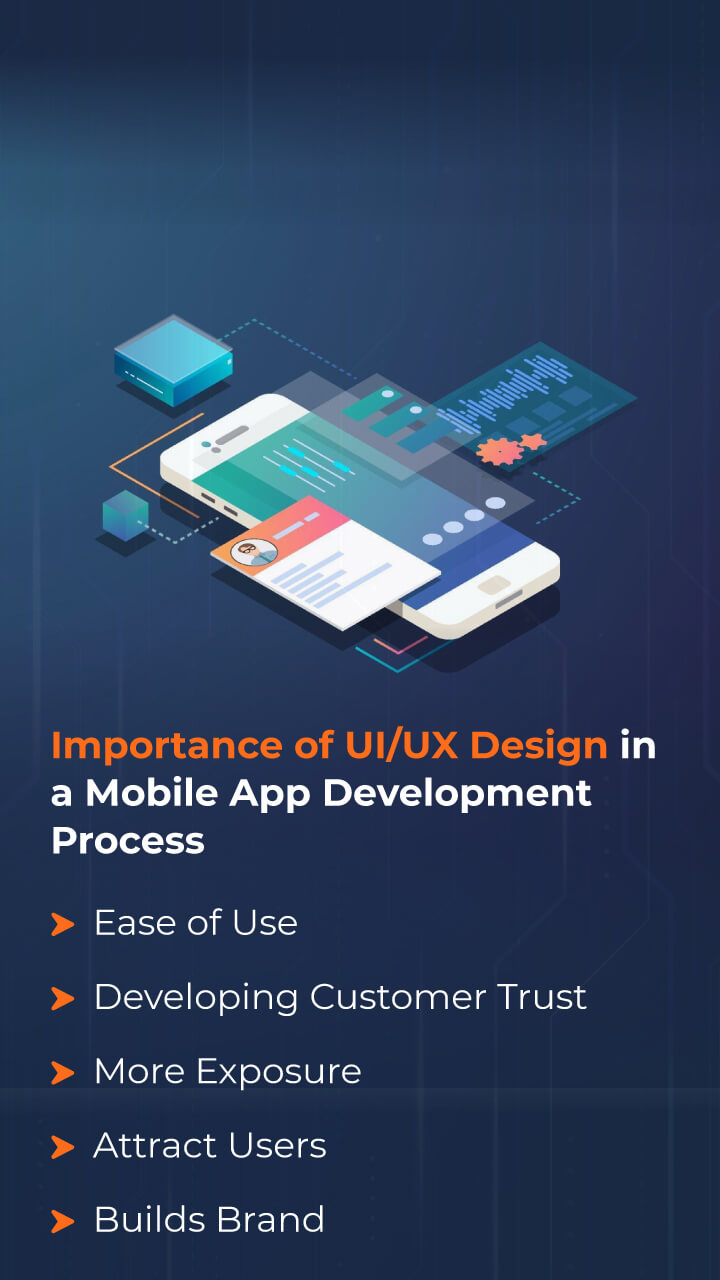 Importance of UI/UX Design in
a Mobile App Development
Process
Ease of Use
Developing Customer Trust
More Exposure
Attract Users
Builds Brand